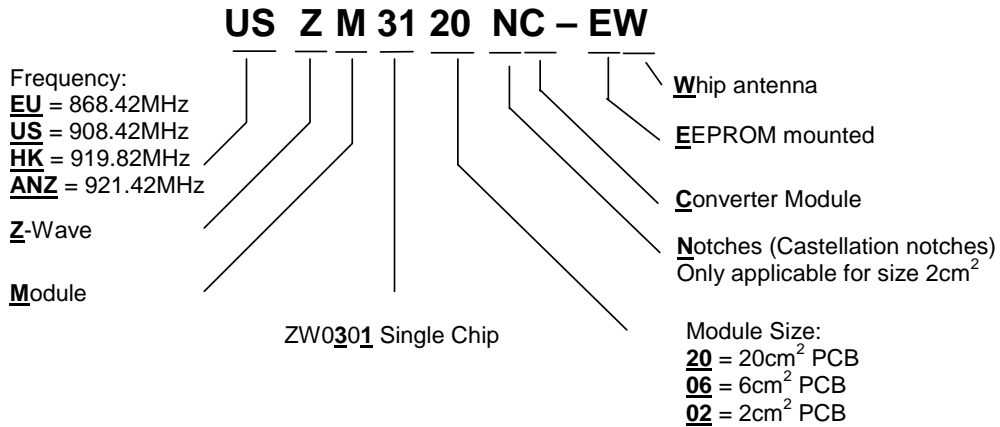 US Z M 31 20 NC – EW
Frequency:
EU = 868.42MHz
US = 908.42MHz
HK = 919.82MHz
ANZ = 921.42MHz
Z-Wave
Module
ZW0301 Single Chip
Whip antenna
EEPROM mounted
Converter Module
Notches (Castellation notches)
Only applicable for size 2cm²
Module Size:
20 = 20cm² PCB
06 = 6cm² PCB
02 = 2cm² PCB